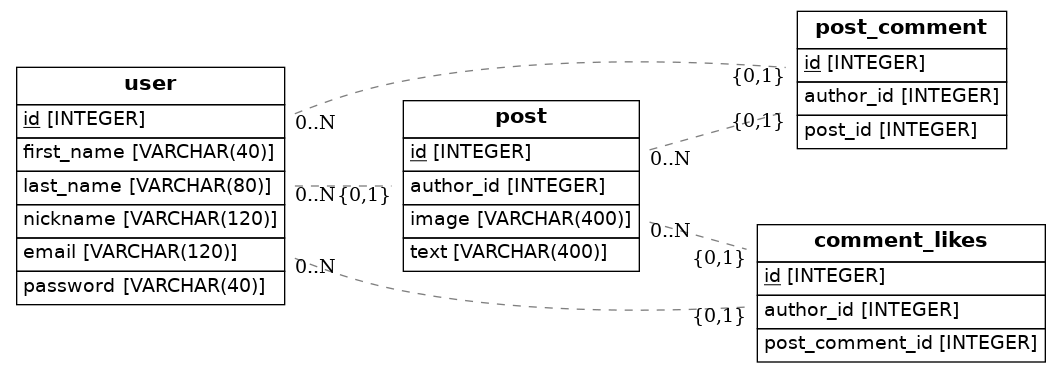 user
id [INTEGER]
first_name [VARCHAR(40)]
last_name [VARCHAR(80)]
nickname [VARCHAR(120)]
email [VARCHAR(120)]
password [VARCHAR(40)]
0..N
0..N
{0,1}
0..N
post
id [INTEGER]
author_id [INTEGER]
image [VARCHAR(400)]
text [VARCHAR(400)]
0..N
0..N
{0,1}
{0,1}
post_comment
id [INTEGER]
author_id [INTEGER]
post_id [INTEGER]
{0,1}
{0,1}
comment_likes
id [INTEGER]
author_id [INTEGER]
post_comment_id [INTEGER]